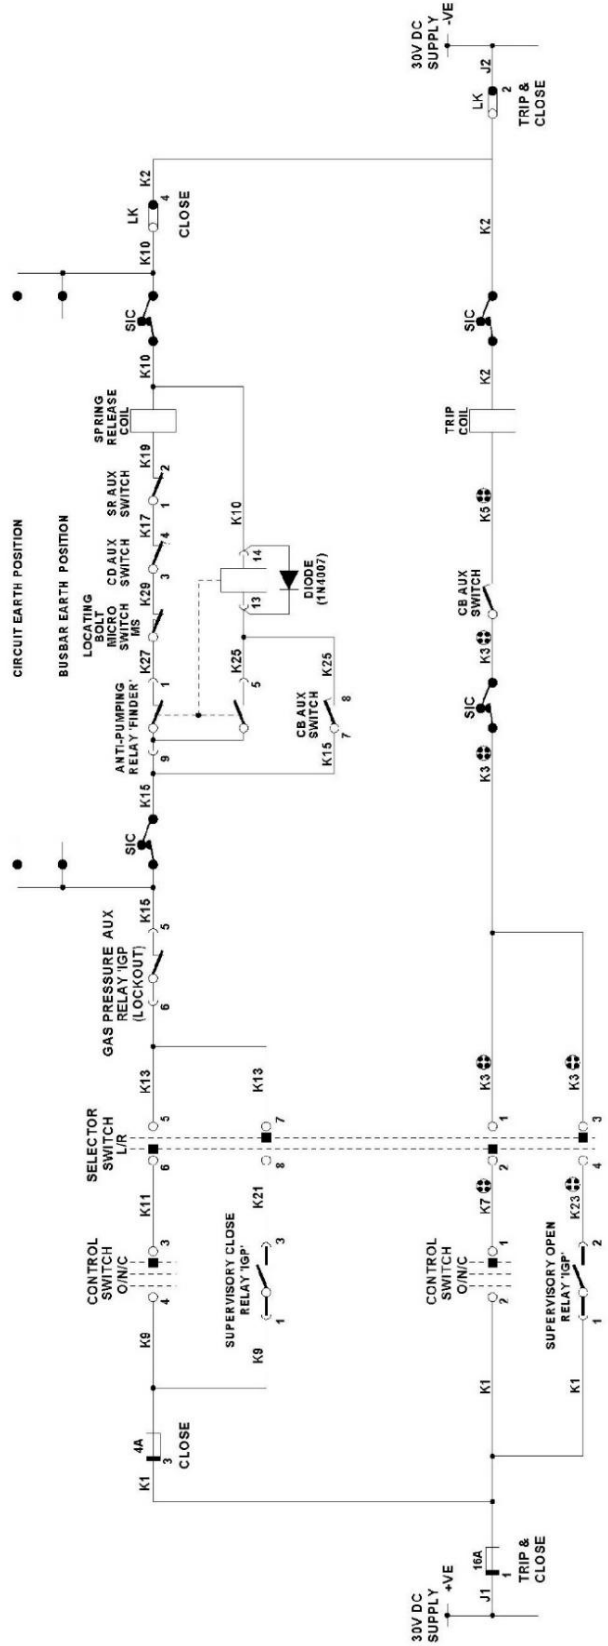 30V DC
SUPPLY +VE
J1
16A
1
TRIP &
CLOSE
K1
4A
3
CLOSE
K9
K9
CONTROL
SWITCH
O/N/C
4
3
K11
SUPERVISORY CLOSE
RELAY 'IGP'
1
3
K21
SELECTOR
SWITCH
L/R
6
5
8
7
K13
K13
GAS PRESSURE AUX
RELAY 'IGP
(LOCKOUT)
6
5
K15
SIC
K15
9
ANTI-PUMPING
RELAY 'FINDER'
1
5
K27
K25
K15
CB AUX
SWITCH
7
8
K25
LOCATING
BOLT
MICRO
SWITCH
MS
K29
CD AUX
SWITCH
3
4
K17
SR AUX
SWITCH
1
2
K19
SPRING
RELEASE
COIL
13
14
DIODE
(1N4007)
K10
K10
SIC
K10
LK
4
CLOSE
K2
CIRCUIT EARTH POSITION
BUSBAR EARTH POSITION
K1
K1
CONTROL
SWITCH
O/N/C
2
1
K7
SUPERVISORY OPEN
RELAY 'IGP'
1
2
K23
2
1
4
3
K3
K3
K3
SIC
K3
CB AUX
SWITCH
K5
TRIP
COIL
K2
SIC
K2
LK
2
TRIP &
CLOSE
J2
30V DC
SUPPLY -VE